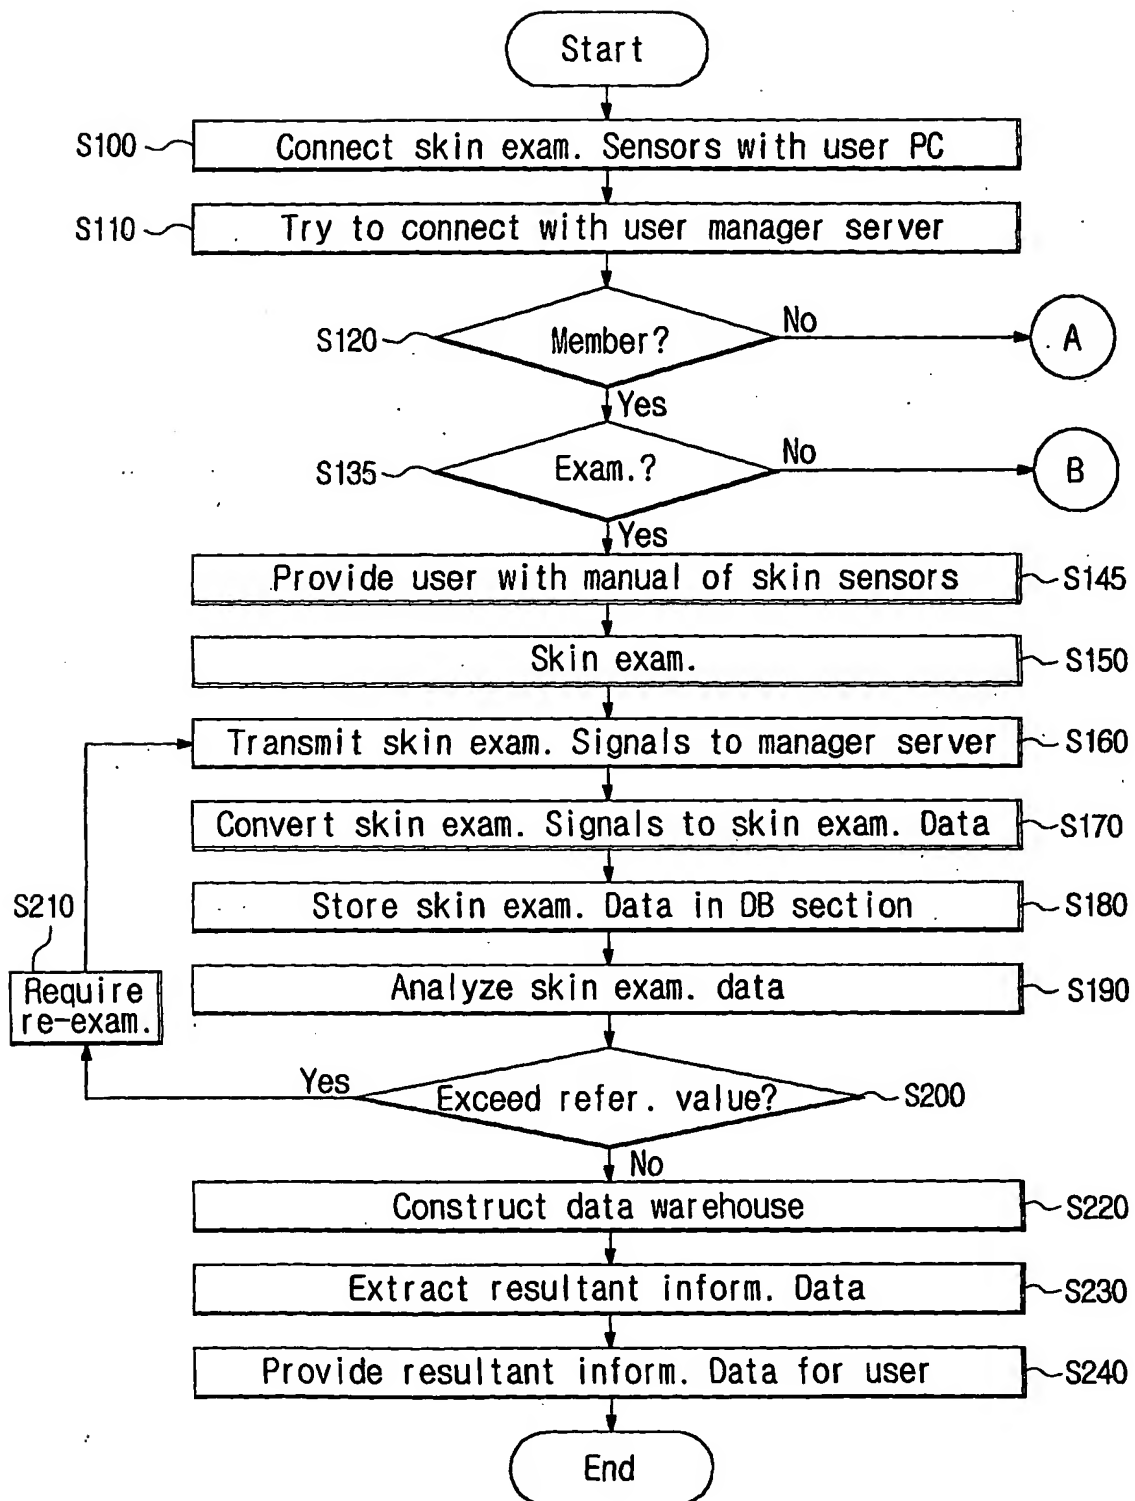 Start
S100
Connect skin exam. Sensors with user PC
S110
Try to connect with user manager server
S120
Member?
No
A
Yes
S135
Exam.?
No
B
Yes
Provide user with manual of skin sensors
S145
Skin exam.
S150
Transmit skin exam. Signals to manager server
S160
Convert skin exam. Signals to skin exam. Data
S170
Store skin exam. Data in DB section
S180
S210
Require
re-exam.
Analyze skin exam. data
S190
Yes
Exceed refer. value?
S200
No
Construct data warehouse
S220
Extract resultant inform. Data
S230
Provide resultant inform. Data for user
S240
End